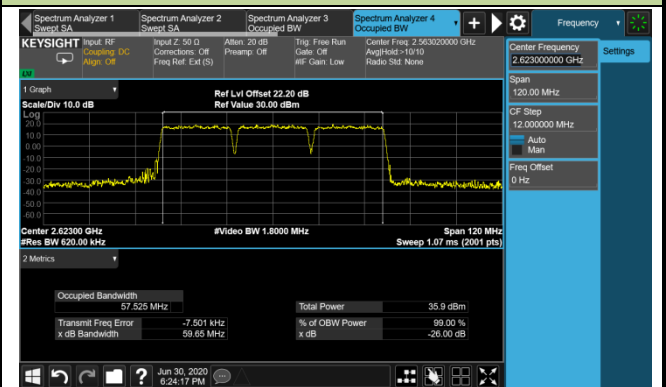 Spectrum Analyzer 1
Swept SA
Spectrum Analyzer 2
Swept SA
Spectrum Analyzer 3
Occupied BW
Spectrum Analyzer 4
Occupied BW
Frequency
KEYSIGHT
Input: RF
Coupling: DC
Align: Off
Input Z: 50 Ω
Corrections: Off
Freq Ref: Ext (S)
Atten: 20 dB
Preamp: Off
Trig: Free Run
Gate: Off
#IF Gain: Low
Center Freq: 2.563020000 GHz
Avg|Hold:>10/10
Radio Std: None
LXI
Center Frequency
2.623000000 GHz
Settings
Span
120.00 MHz
CF Step
12.000000 MHz
Auto
Man
Freq Offset
0 Hz
1 Graph
Scale/Div 10.0 dB
Ref Lvl Offset 22.20 dB
Ref Value 30.00 dBm
Log
20.0
10.0
0.00
-10.0
-20.0
-30.0
-40.0
-50.0
-60.0
Center 2.62300 GHz
#Res BW 620.00 kHz
#Video BW 1.8000 MHz
Span 120 MHz
Sweep 1.07 ms (2001 pts)
2 Metrics
Occupied Bandwidth
57.525 MHz
Total Power
35.9 dBm
Transmit Freq Error
-7.501 kHz
% of OBW Power
99.00 %
x dB Bandwidth
59.65 MHz
x dB
-26.00 dB
?
Jun 30, 2020
6:24:17 PM